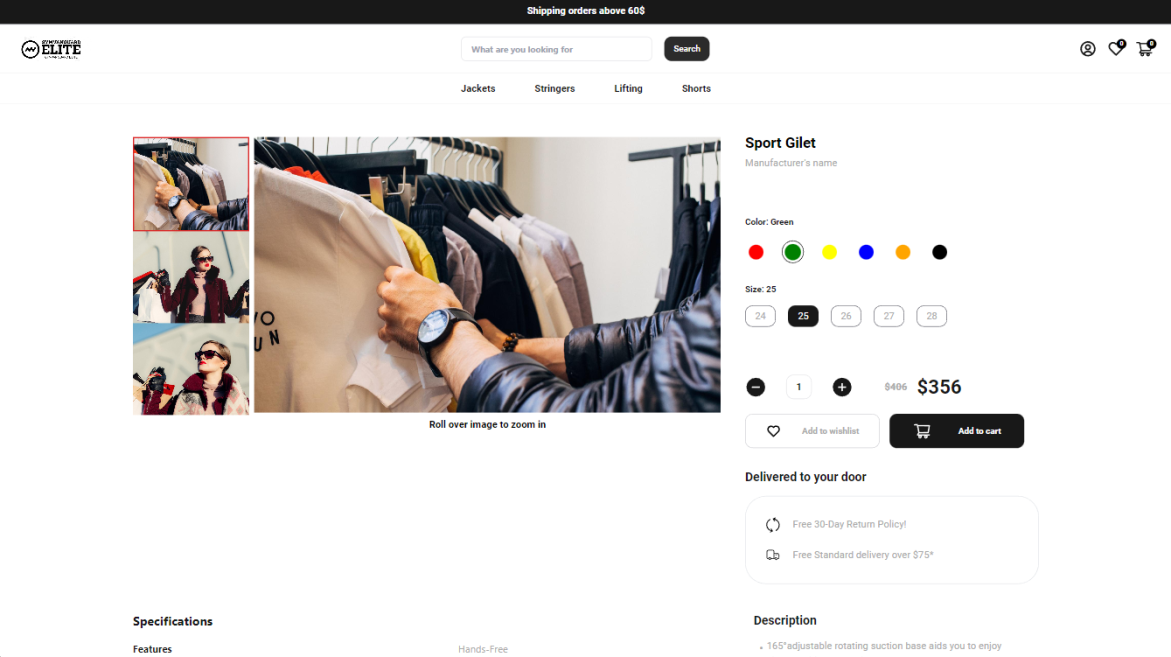 Shipping orders above 60$
ELITE
What are you looking for
Search
0
0
Jackets
Stringers
Lifting
Shorts
Sport Gilet
Manufacturer's name
Color: Green
Size: 25
24
25
26
27
28
1
$406
$356
Roll over image to zoom in
Add to wishlist
Add to cart
Delivered to your door
Free 30-Day Return Policy!
Free Standard delivery over $75*
Specifications
Description
Features
Hands-Free
165°adjustable rotating suction base aids you to enjoy